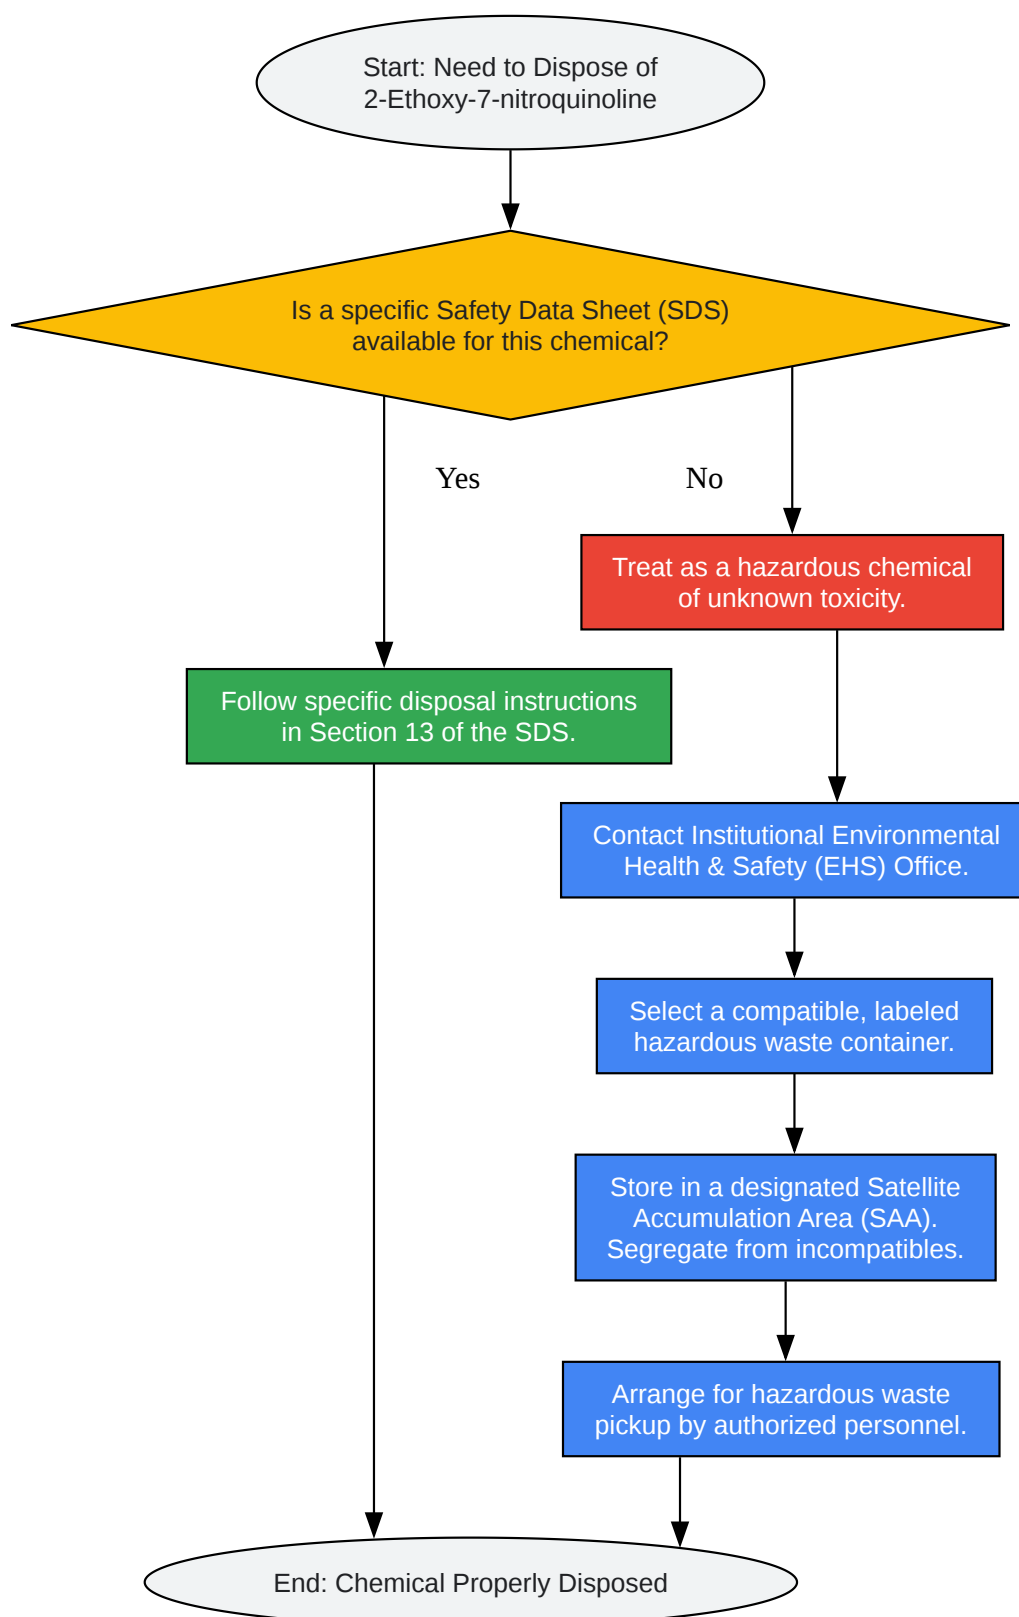 Start: Need to Dispose of
2-Ethoxy-7-nitroquinoline
Is a specific Safety Data Sheet (SDS)
available for this chemical?
Yes
No
Treat as a hazardous chemical
of unknown toxicity.
Follow specific disposal instructions
in Section 13 of the SDS.
Contact Institutional Environmental
Health & Safety (EHS) Office.
Select a compatible, labeled
hazardous waste container.
Store in a designated Satellite
Accumulation Area (SAA).
Segregate from incompatibles.
Arrange for hazardous waste
pickup by authorized personnel.
End: Chemical Properly Disposed